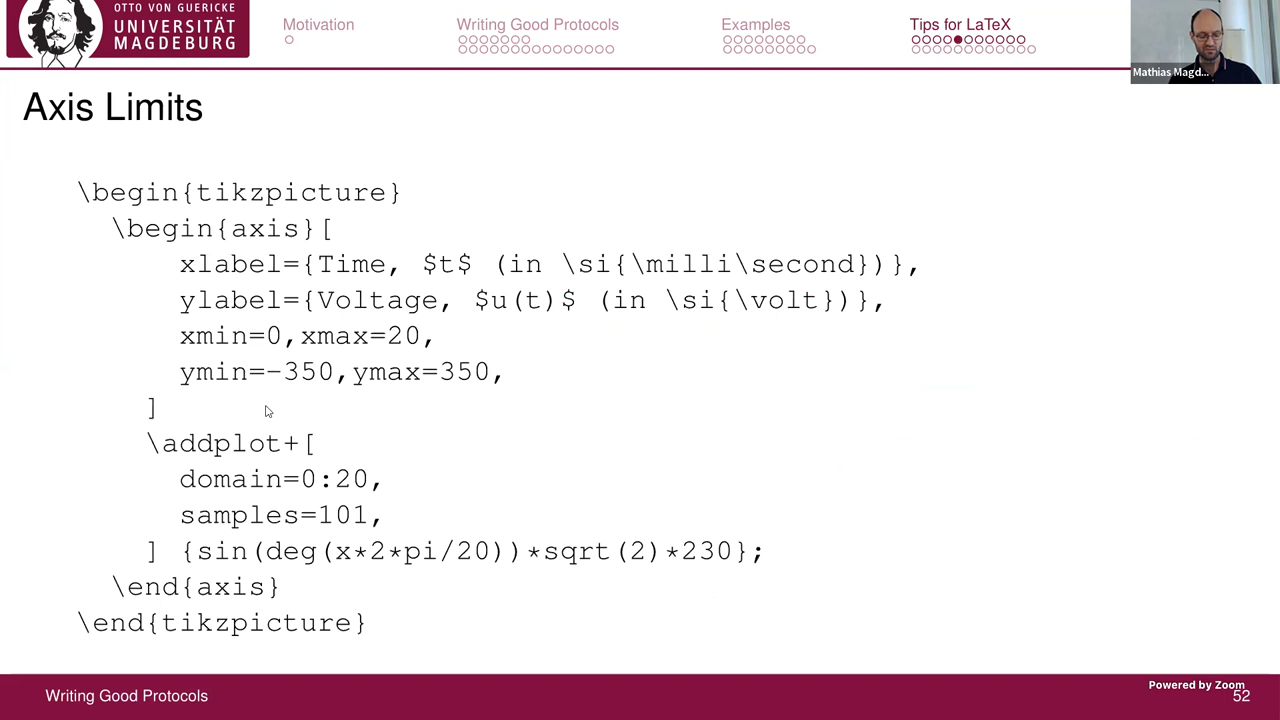 OTTO VON GUERICKE
UNIVERSITÄT
MAGDEBURG
Motivation
Writing Good Protocols
Examples
Tips for LaTeX
Mathias Magd...
Axis Limits
\begin{tikzpicture}
\begin{axis}[
xlabel={Time, $t$ (in \si{\milli\second})},
ylabel={Voltage, $u(t)$ (in \si{\volt})},
xmin=0,xmax=20,
ymin=-350,ymax=350,
]
\addplot+[
domain=0:20,
samples=101,
] {sin(deg(x*2*pi/20))*sqrt(2)*230};
\end{axis}
\end{tikzpicture}
Writing Good Protocols
Powered by Zoom
52